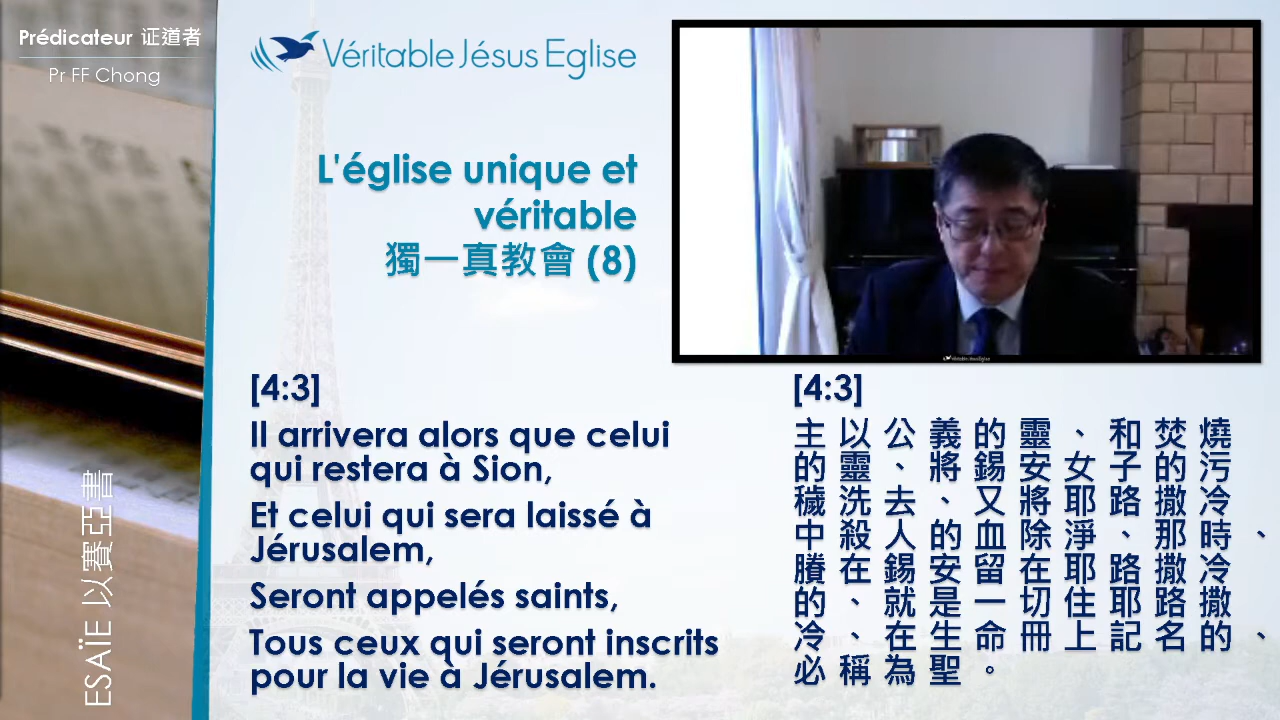 Prédicateur 证道者
Pr FF Chong
Véritable Jésus Eglise
L'église unique et
véritable
獨一真教會 (8)
[4:3]
Il arrivera alors que celui
qui restera à Sion,
Et celui qui sera laissé à
Jérusalem,
Seront appelés saints,
Tous ceux qui seront inscrits
pour la vie à Jérusalem.
[4:3]
主以公義的靈、和焚燒
的靈、將錫安女子的污
穢洗去、又將耶路撒冷
中殺人的血除淨、那時、
賸在錫安留在耶路撒冷
的、就是一切住耶路撒
冷、在生命冊上記名的、
必稱為聖。
ESAÏE 以賽亞書
Véritable Jésus Eglise